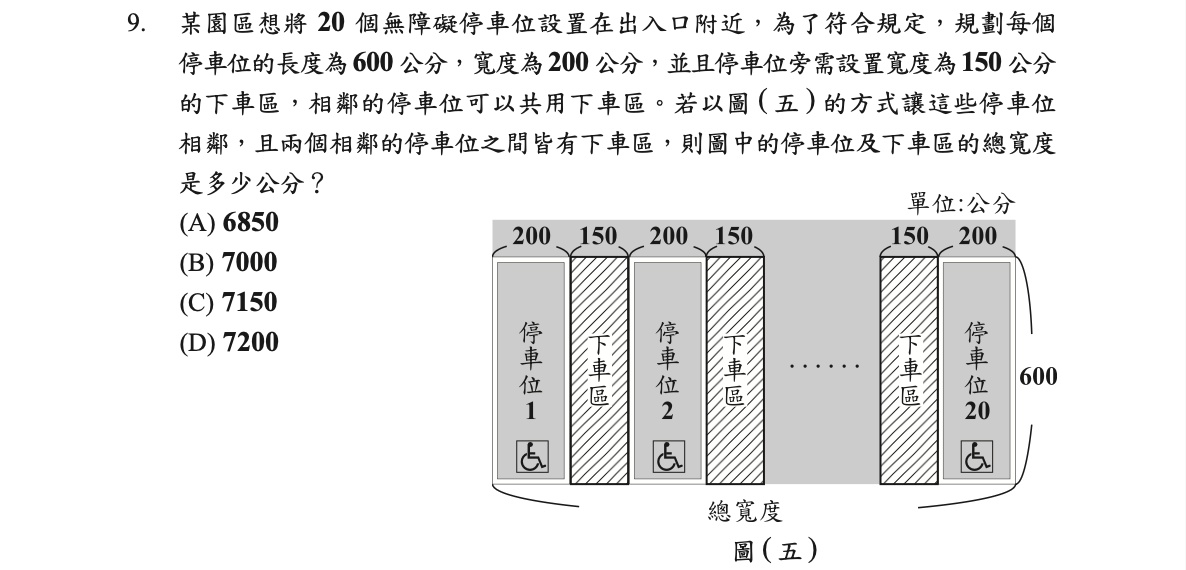 9. 某園區想將 20 個無障礙停車位設置在出入口附近，為了符合規定，規劃每個
停車位的長度為 600 公分，寬度為 200 公分，並且停車位旁需設置寬度為 150 公分
的下車區，相鄰的停車位可以共用下車區。若以圖(五)的方式讓這些停車位
相鄰，且兩個相鄰的停車位之間皆有下車區，則圖中的停車位及下車區的總寬度
是多少公分？
(A) 6850
(B) 7000
(C) 7150
(D) 7200
單位:公分
200 150 200 150 150 200
停車位1
下車區
停車位2
下車區
······
下車區
停車位20
600
總寬度
圖(五)